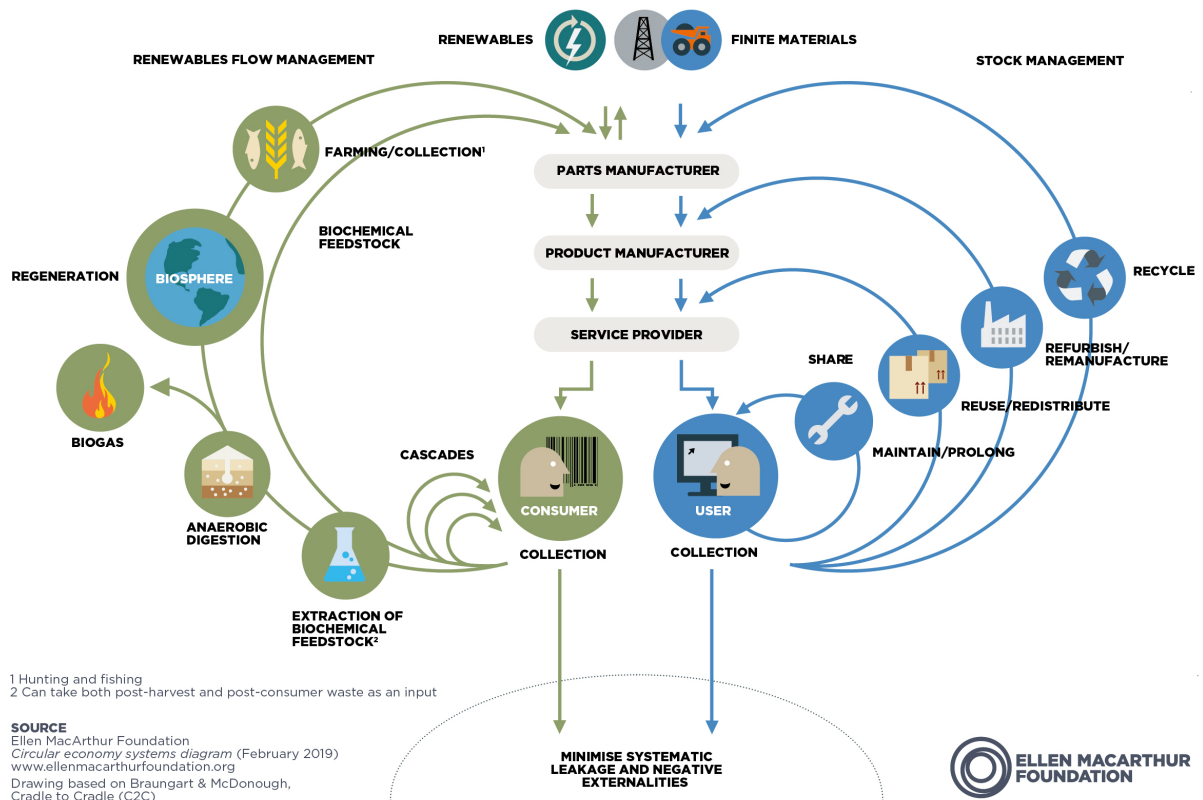 RENEWABLES
FINITE MATERIALS
RENEWABLES FLOW MANAGEMENT
STOCK MANAGEMENT
FARMING/COLLECTION¹
PARTS MANUFACTURER
BIOCHEMICAL
FEEDSTOCK
PRODUCT MANUFACTURER
REGENERATION
BIOSPHERE
RECYCLE
SERVICE PROVIDER
SHARE
REFURBISH/
REMANUFACTURE
REUSE/REDISTRIBUTE
BIOGAS
MAINTAIN/PROLONG
CASCADES
CONSUMER
USER
ANAEROBIC
DIGESTION
COLLECTION
COLLECTION
EXTRACTION OF
BIOCHEMICAL
FEEDSTOCK²
1 Hunting and fishing
2 Can take both post-harvest and post-consumer waste as an input
SOURCE
Ellen MacArthur Foundation
Circular economy systems diagram (February 2019)
www.ellenmacarthurfoundation.org
Drawing based on Braungart & McDonough,
Cradle to Cradle (C2C)
MINIMISE SYSTEMATIC
LEAKAGE AND NEGATIVE
EXTERNALITIES
ELLEN MACARTHUR
FOUNDATION